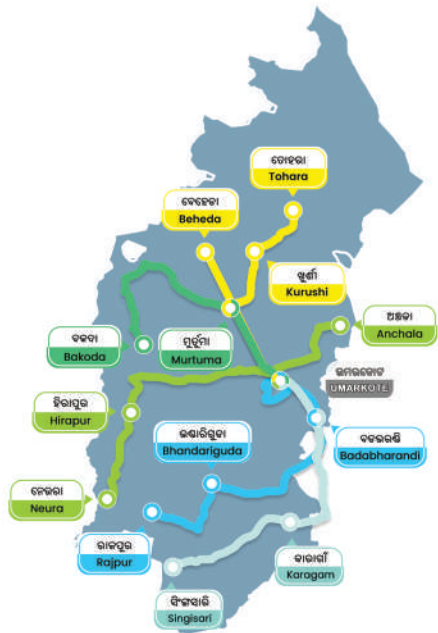 ତୋହରା
Tohara
ବେହେଡା
Beheda
ଖୁର୍ଶୀ
Kurushi
ଅଞ୍ଚଳା
Anchala
ବକଦା
Bakoda
ମୁର୍ତୁମା
Murtuma
ଉମରକୋଟ
UMARKOTE
ହିରାପୁର
Hirapur
ଭଣ୍ଡାରିଗୁଡା
Bhandariguda
ବଡଭରଣ୍ଡି
Badabharandi
ନେଉରା
Neura
ରାଜପୁର
Rajpur
କାରାଗାଁ
Karagam
ସିଂଙ୍ଗସାରି
Singisari